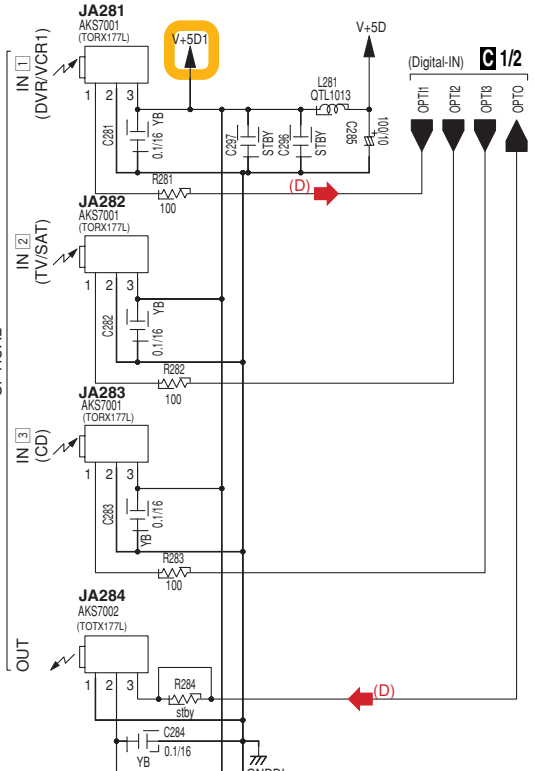 JA281
AKS7001
(TORX177L)
V+5D1
V+5D
(Digital-IN) C 1/2
IN 1
(DVR/VCR1)
1 2 3
L281
QTL1013
OPTI1
OPTI2
OPTI3
OPTO
C281
YB
0.1/16
C297
STBY
C296
STBY
C285
100/10
R281
100
(D)
JA282
AKS7001
(TORX177L)
IN 2
(TV/SAT)
1 2 3
C282
YB
0.1/16
R282
100
JA283
AKS7001
(TORX177L)
IN 3
(CD)
1 2 3
C283
YB
0.1/16
R283
100
JA284
AKS7002
(TOTX177L)
OUT
1 2 3
R284
stby
(D)
C284
YB
0.1/16